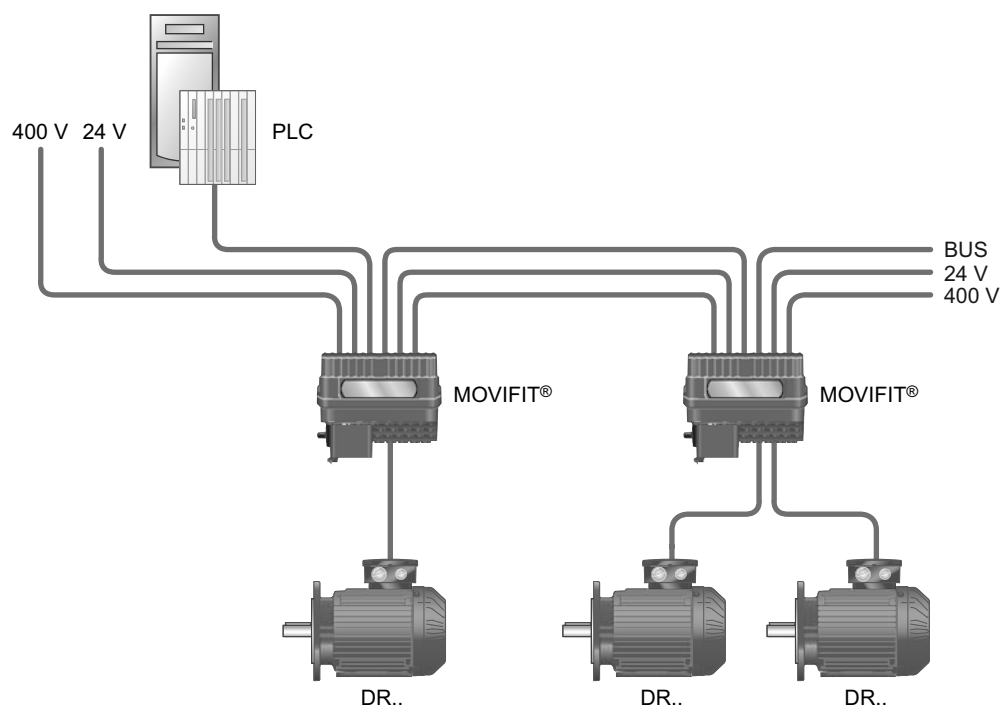 400 V 24 V
PLC
BUS
24 V
400 V
MOVIFIT®
MOVIFIT®
DR..
DR..
DR..